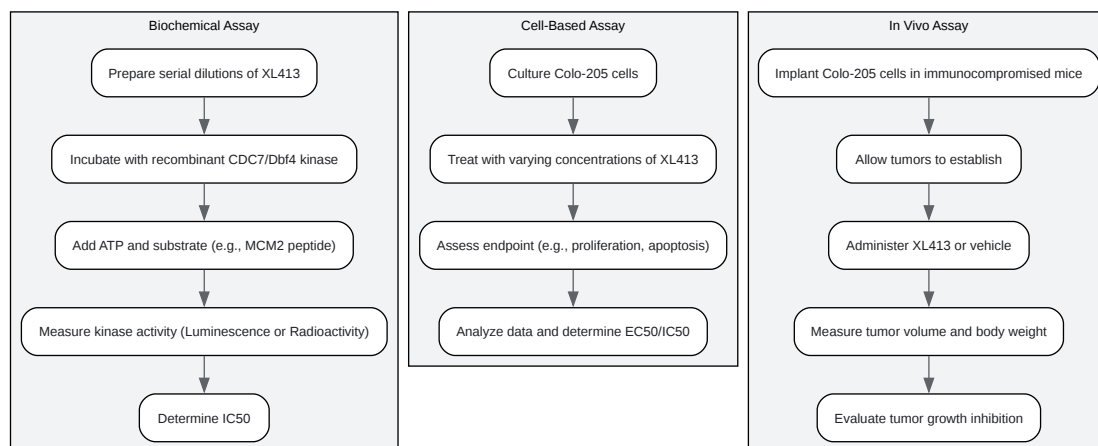 Biochemical Assay
Prepare serial dilutions of XL413
Incubate with recombinant CDC7/Dbf4 kinase
Add ATP and substrate (e.g., MCM2 peptide)
Measure kinase activity (Luminescence or Radioactivity)
Determine IC50
Cell-Based Assay
Culture Colo-205 cells
Treat with varying concentrations of XL413
Assess endpoint (e.g., proliferation, apoptosis)
Analyze data and determine EC50/IC50
In Vivo Assay
Implant Colo-205 cells in immunocompromised mice
Allow tumors to establish
Administer XL413 or vehicle
Measure tumor volume and body weight
Evaluate tumor growth inhibition